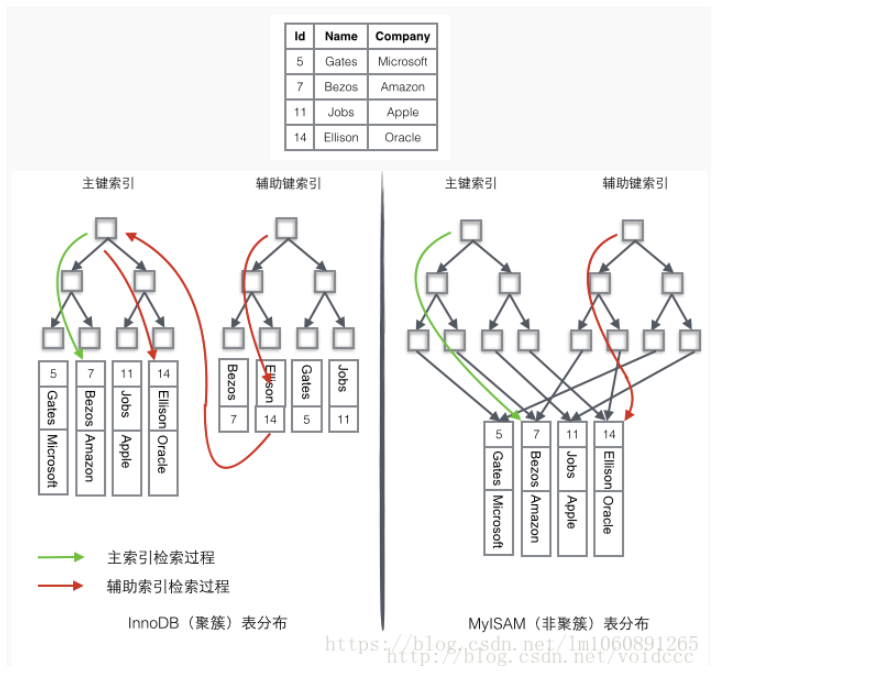 Id Name Company
5 Gates Microsoft
7 Bezos Amazon
11 Jobs Apple
14 Ellison Oracle
主键索引 辅助键索引 主键索引 辅助键索引
5 7 11 14
Gates Bezos Jobs Ellison
Microsoft Amazon Apple Oracle
Bezos Ellison Gates Jobs
7 14 5 11
5 7 11 14
Gates Bezos Jobs Ellison
Microsoft Amazon Apple Oracle
主索引检索过程
辅助索引检索过程
InnoDB（聚簇）表分布 MyISAM（非聚簇）表分布
https://blog.csdn.net/lm1060891265
http://blog.csdn.net/voidccc